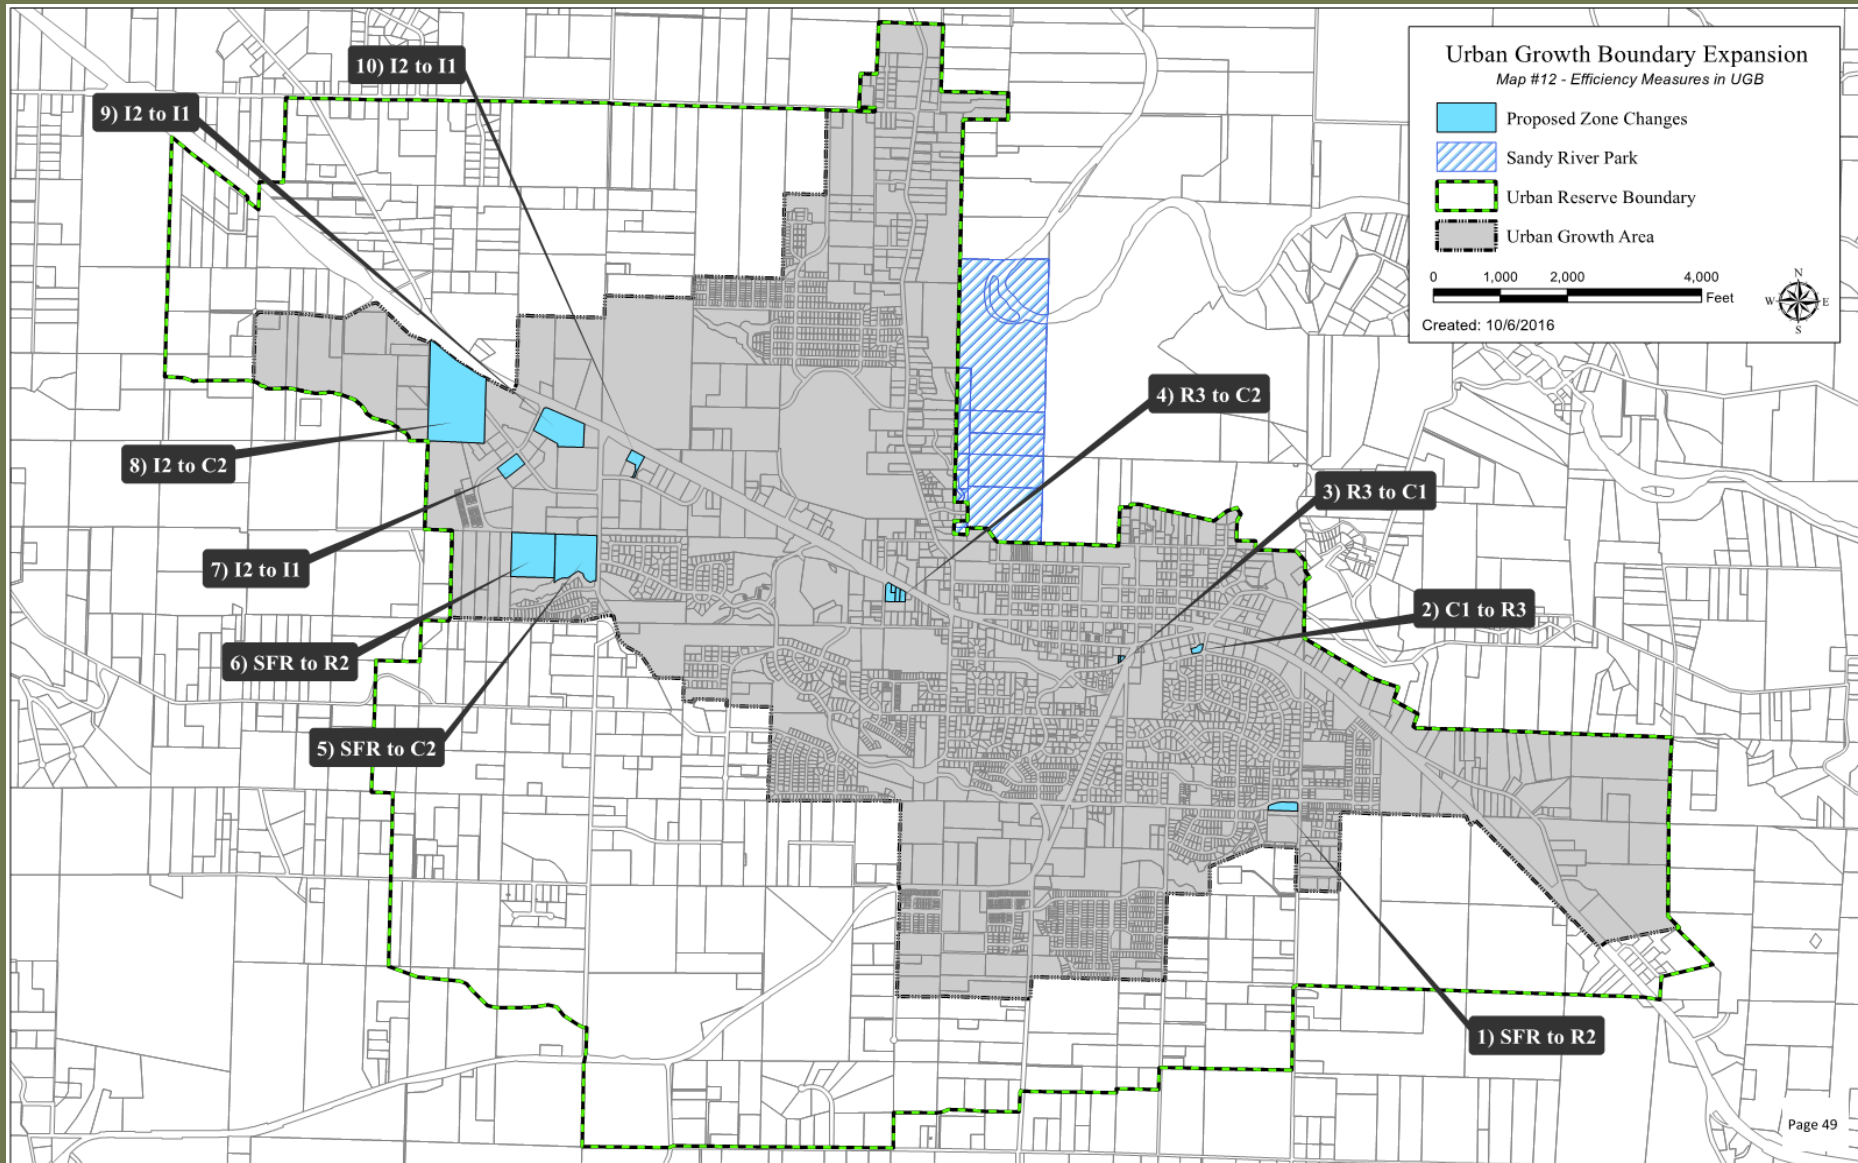 Urban Growth Boundary Expansion
Map #12 - Efficiency Measures in UGB
Proposed Zone Changes
Sandy River Park
Urban Reserve Boundary
Urban Growth Area
0 1,000 2,000 4,000
Feet
N
W E
S
Created: 10/6/2016
10) I2 to I1
9) I2 to I1
4) R3 to C2
8) I2 to C2
3) R3 to C1
7) I2 to I1
2) C1 to R3
6) SFR to R2
5) SFR to C2
1) SFR to R2
Page 49